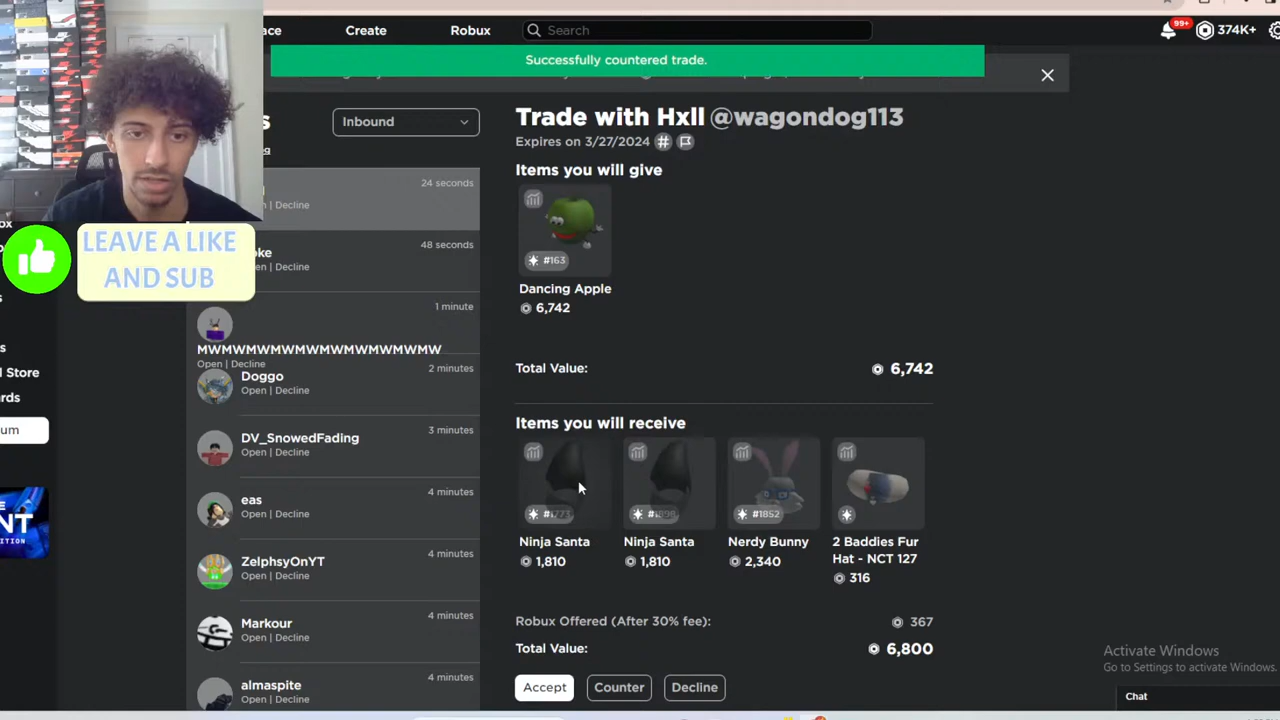 ace
Create
Robux
Search
99+
374K+
Successfully countered trade.
Inbound
Trade with Hxll @wagondog113
Expires on 3/27/2024
Items you will give
24 seconds
Decline
#163
Dancing Apple
6,742
48 seconds
oke
Decline
1 minute
MWMWMWMWMWMWMWMWMWMW
Open | Decline
2 minutes
Doggo
Open | Decline
3 minutes
DV_SnowedFading
Open | Decline
4 minutes
eas
Open | Decline
4 minutes
ZelphsyOnYT
Open | Decline
4 minutes
Markour
Open | Decline
4 minutes
almaspite
Open | Decline
LEAVE A LIKE
AND SUB
s
Store
ards
um
Total Value:
6,742
Items you will receive
#1852
Ninja Santa
1,810
Ninja Santa
1,810
Nerdy Bunny
2,340
2 Baddies Fur
Hat - NCT 127
316
Robux Offered (After 30% fee):
367
Total Value:
6,800
Accept
Counter
Decline
Activate Windows
Go to Settings to activate Windows.
Chat